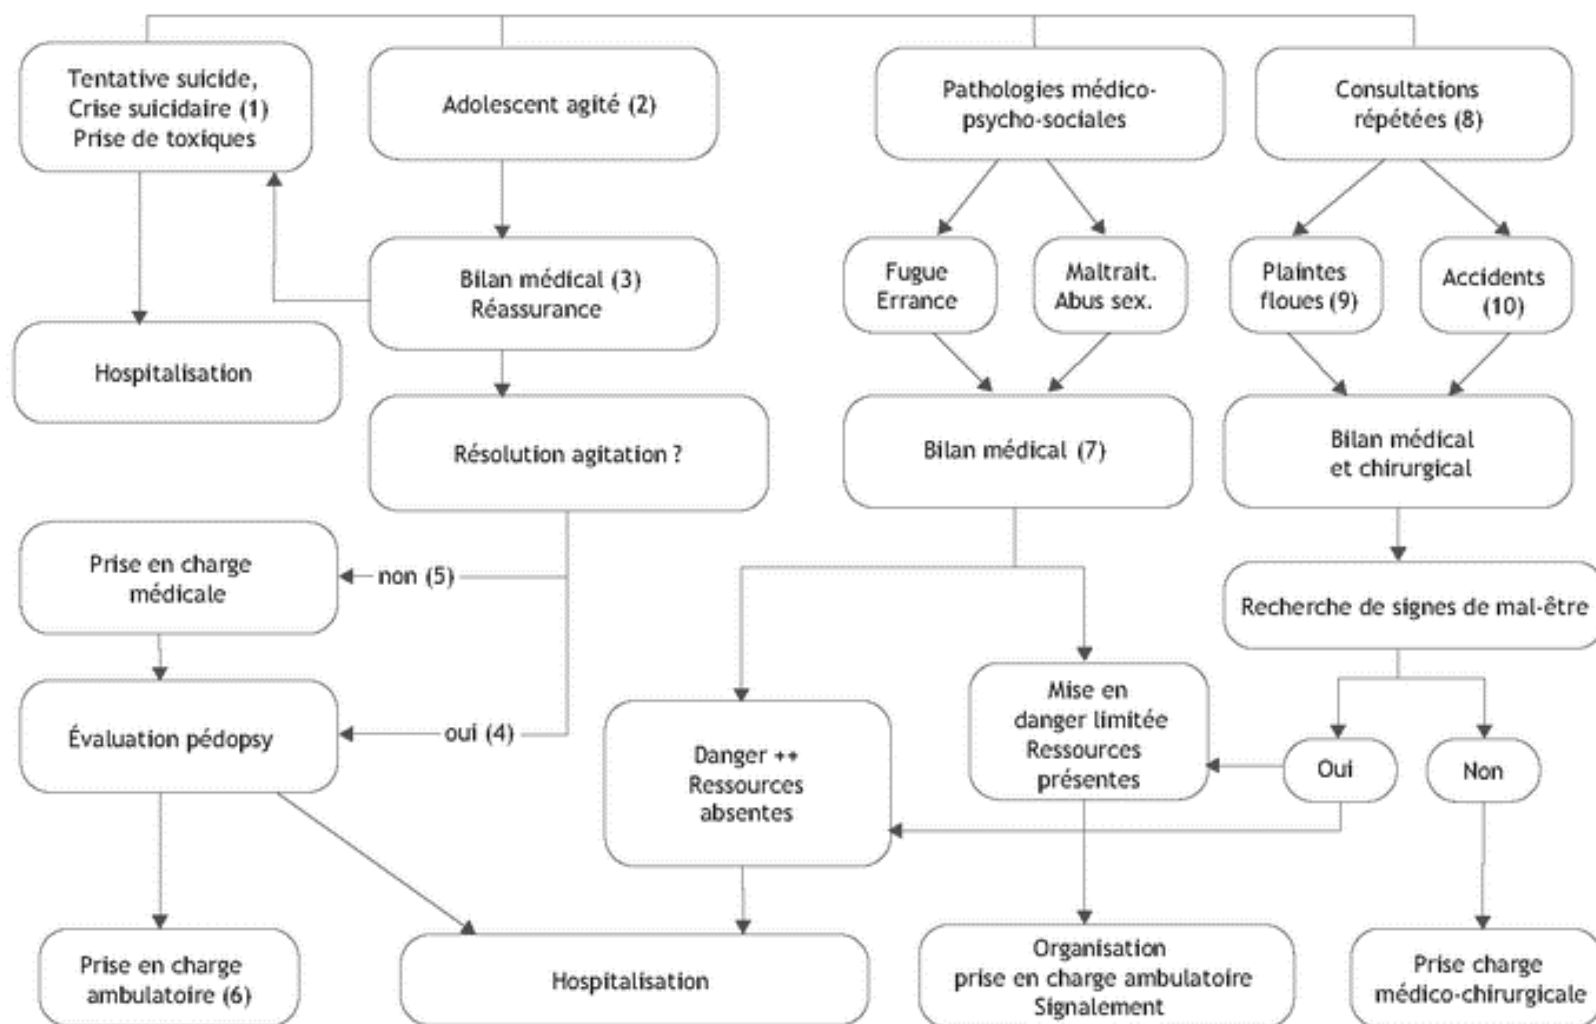 Tentative suicide,
Crise suicidaire (1)
Prise de toxiques
Adolescent agité (2)
Pathologies médico-
psycho-sociales
Consultations
répétées (8)
Bilan médical (3)
Réassurance
Fugue
Errance
Maltrait.
Abus sex.
Plaintes
floues (9)
Accidents
(10)
Hospitalisation
Résolution agitation ?
Bilan médical (7)
Bilan médical
et chirurgical
Prise en charge
médicale
non (5)
Recherche de signes de mal-être
Évaluation pédopsy
oui (4)
Danger ++
Ressources
absentes
Mise en
danger limitée
Ressources
présentes
Oui
Non
Prise en charge
ambulatoire (6)
Hospitalisation
Organisation
prise en charge ambulatoire
Signalement
Prise charge
médico-chirurgicale